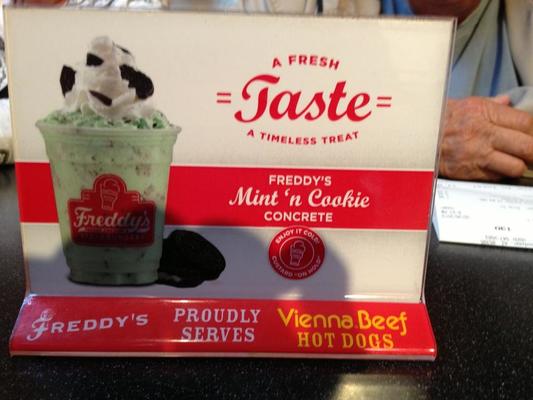 A FRESH
=Taste=
A TIMELESS TREAT
FREDDY'S
Mint 'n Cookie
CONCRETE
ENJOY IT COLD!
CUSTARD "ON HOLD"
Freddy's
FREDDY'S
PROUDLY
SERVES
Vienna Beef
HOT DOGS
130